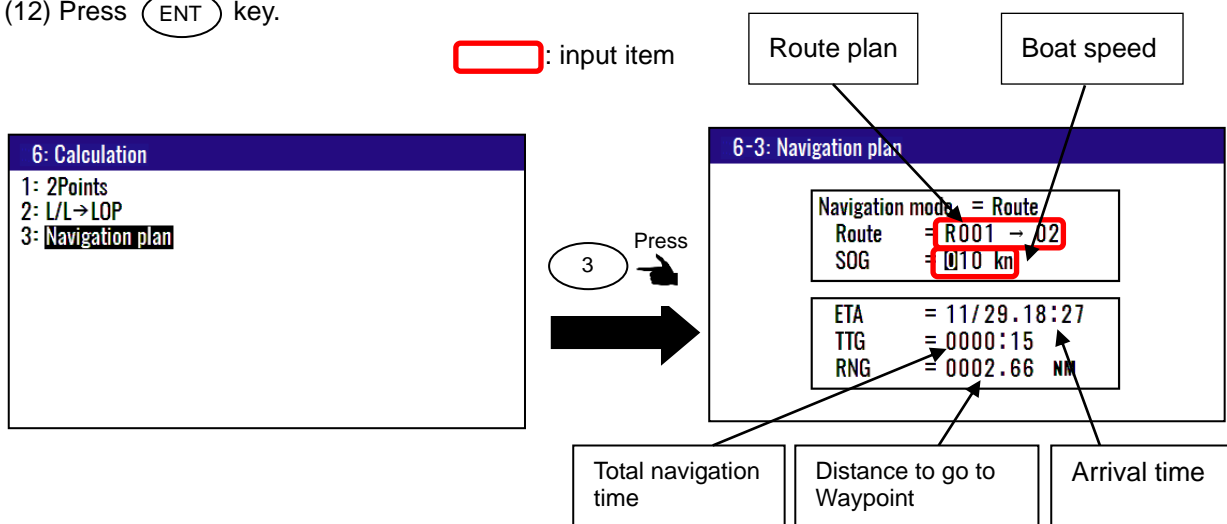 (12) Press ENT key.
: input item
Route plan
Boat speed
6: Calculation
1: 2Points
2: L/L→LOP
3: Navigation plan
3
Press
6-3: Navigation plan
Navigation mode = Route
Route = R001 → 02
SOG = 010 kn
ETA = 11/29.18:27
TTG = 0000:15
RNG = 0002.66 NM
Total navigation
time
Distance to go to
Waypoint
Arrival time